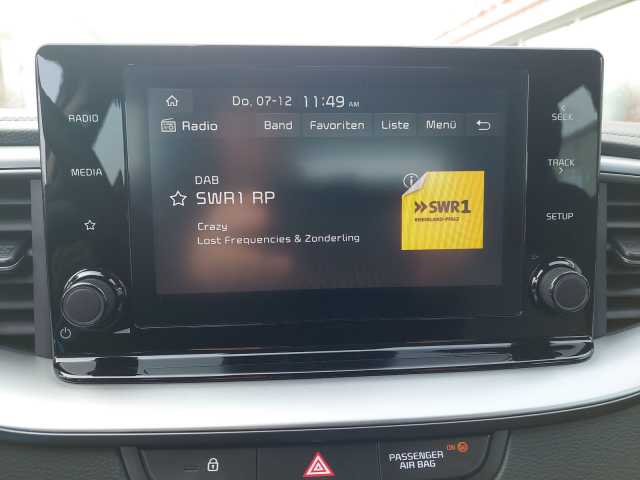 Do, 07-12 11:49 AM
RADIO
Radio Band Favoriten Liste Menü
SEEK
MEDIA
TRACK
DAB
SWR1 RP
SWR1
RHEINLAND-PFALZ
SETUP
Crazy
Lost Frequencies & Zonderling
PASSENGER
AIR BAG
ON